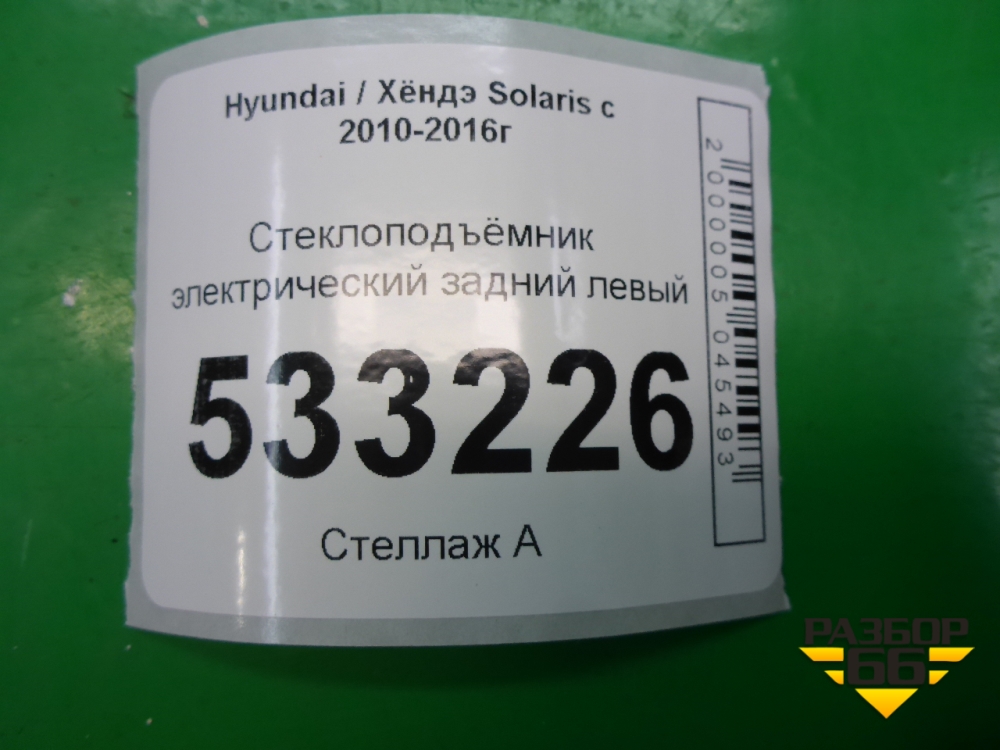 Hyundai / Хёндэ Solaris с
2010-2016г
Стеклоподъёмник
электрический задний левый
533226
Стеллаж А
2000005045493
РАЗБОР
66